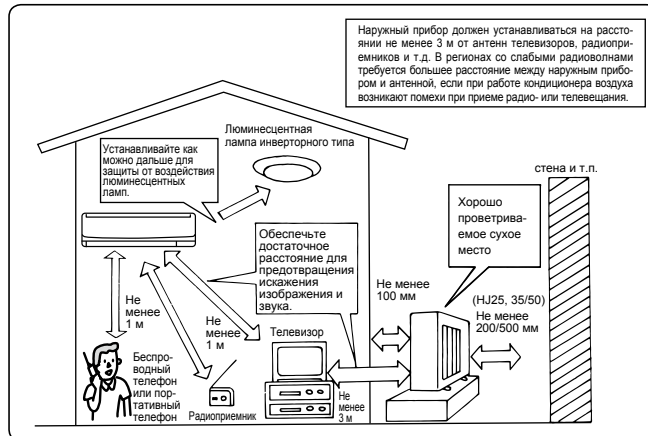 Наружный прибор должен устанавливаться на рассто-
янии не менее 3 м от антенн телевизоров, радиопри-
емников и т.д. В регионах со слабыми радиоволнами
требуется большее расстояние между наружным прибо-
ром и антенной, если при работе кондиционера воздуха
возникают помехи при приеме радио- или телевещания.
Люминесцентная
лампа инверторного типа
Устанавливайте как
можно дальше для
защиты от воздействия
люминесцентных
ламп.
стена и т.п.
Хорошо
проветрива-
емое сухое
место
Обеспечьте
достаточное
расстояние для
предотвращения
искажения
изображения и
звука.
Не менее
100 мм
(HJ25, 35/50)
Не менее
200/500 мм
Не
менее
1 м
Не
менее
1 м
Телевизор
Беспро-
водный
телефон
или пор-
тативный
телефон
Радиоприемник
Не
менее
3 м